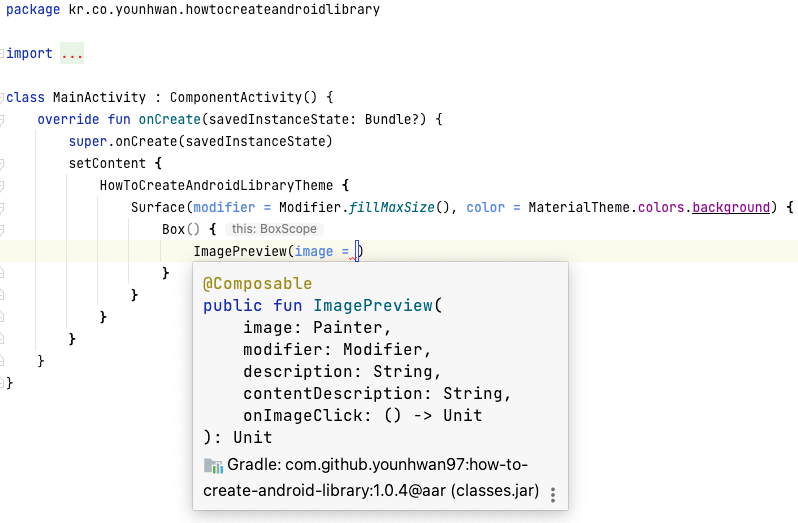 package kr.co.younhwan.howtocreateandroidlibrary
import ...
class MainActivity : ComponentActivity() {
override fun onCreate(savedInstanceState: Bundle?) {
super.onCreate(savedInstanceState)
setContent {
HowToCreateAndroidLibraryTheme {
Surface(modifier = Modifier.fillMaxSize(), color = MaterialTheme.colors.background) {
Box() { this: BoxScope
ImagePreview(image = )
}
}
}
}
}
}
@Composable
public fun ImagePreview(
image: Painter,
modifier: Modifier,
description: String,
contentDescription: String,
onImageClick: () -> Unit
): Unit
Gradle: com.github.younhwan97:how-to-
create-android-library:1.0.4@aar (classes.jar)